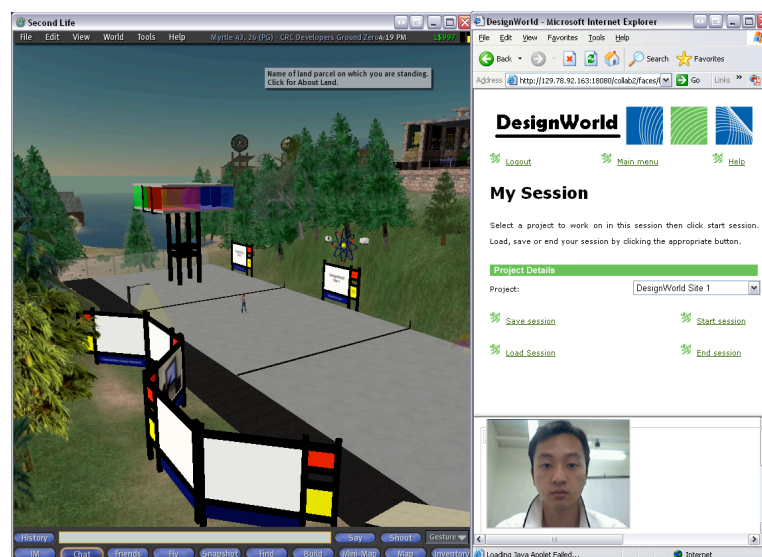 Second Life
File Edit View World Tools Help Myrtle 43, 26 (PG) - CRC Developers Ground Zero 4:19 PM L$997
Name of land parcel on which you are standing.
Click for About Land.
History Say Shout Gesture
IM Chat Friends Fly Snapshot Find Build Mini-Map Map Inventory
DesignWorld - Microsoft Internet Explorer
File Edit View Favorites Tools Help
Back Search Favorites
Address http://129.78.92.163:18080/collab2/faces/ Go Links »
DesignWorld
Logout Main menu Help
My Session
Select a project to work on in this session then click start session.
Load, save or end your session by clicking the appropriate button.
Project Details
Project: DesignWorld Site 1
Save session Start session
Load Session End session
Loading Java Applet Failed... Internet